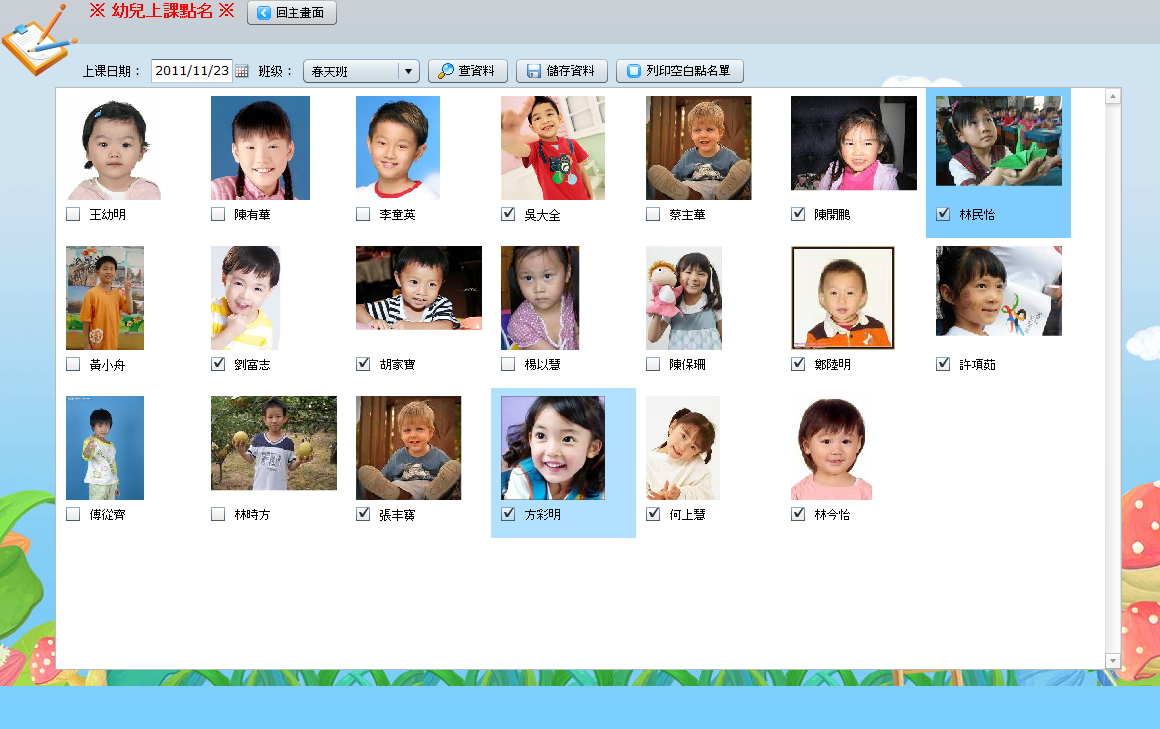 ※ 幼兒上課點名 ※ 回主畫面
上課日期： 2011/11/23 班级： 春天班 查資料 儲存資料 列印空白點名單
王幼明 陳有華 李童英 吳大全 蔡主華 陳開鵬 林民怡
黃小舟 劉富志 胡家寶 楊以慧 陳保珊 鄭陸明 許項茹
傅從齊 林時方 張丰寶 方彩明 何上慧 林今怡